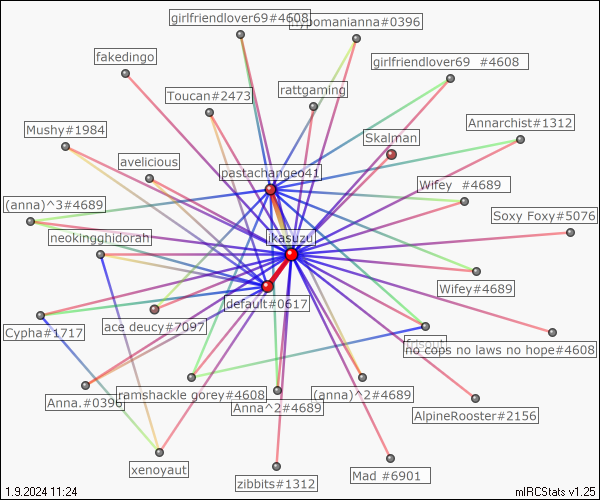 girlfriendlover69#4608
hypomanianna#0396
fakedingo
girlfriendlover69 #4608
Toucan#2473
rattgaming
Mushy#1984
Annarchist#1312
Skalman
avelicious
pastachangeo41
Wifey #4689
(anna)^3#4689
Soxy Foxy#5076
neokingghidorah
ikasuzu
Wifey#4689
default#0617
ace deucy#7097
Cypha#1717
frisout
no cops no laws no hope#4608
ramshackle gorey#4608
(anna)^2#4689
Anna.#0396
Anna^2#4689
AlpineRooster#2156
xenoyaut
zibbits#1312
Mad #6901
1.9.2024 11:24
mIRCStats v1.25